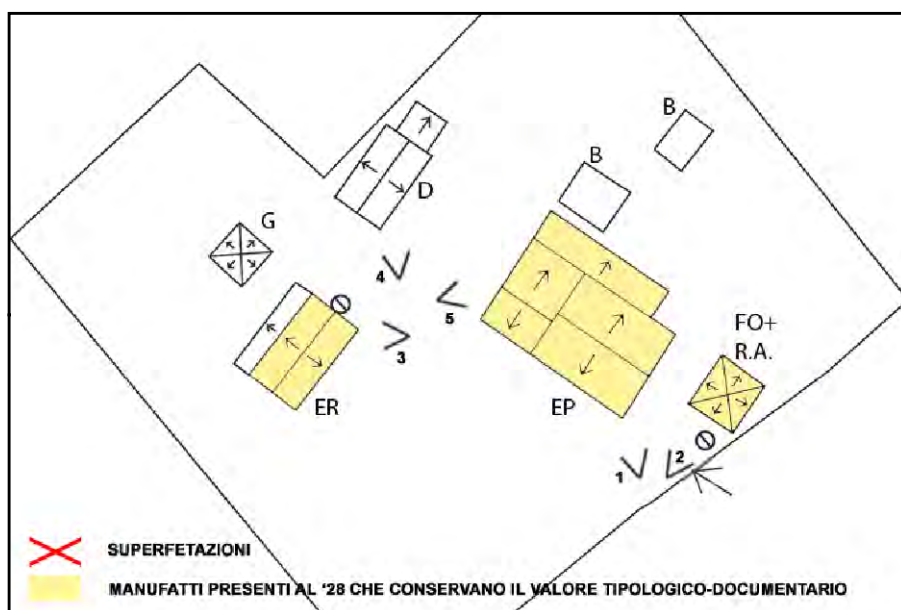 B
B
D
G
4
5
3
FO+
R.A.
ER
EP
1
2
SUPERFETAZIONI
MANUFATTI PRESENTI AL '28 CHE CONSERVANO IL VALORE TIPOLOGICO-DOCUMENTARIO